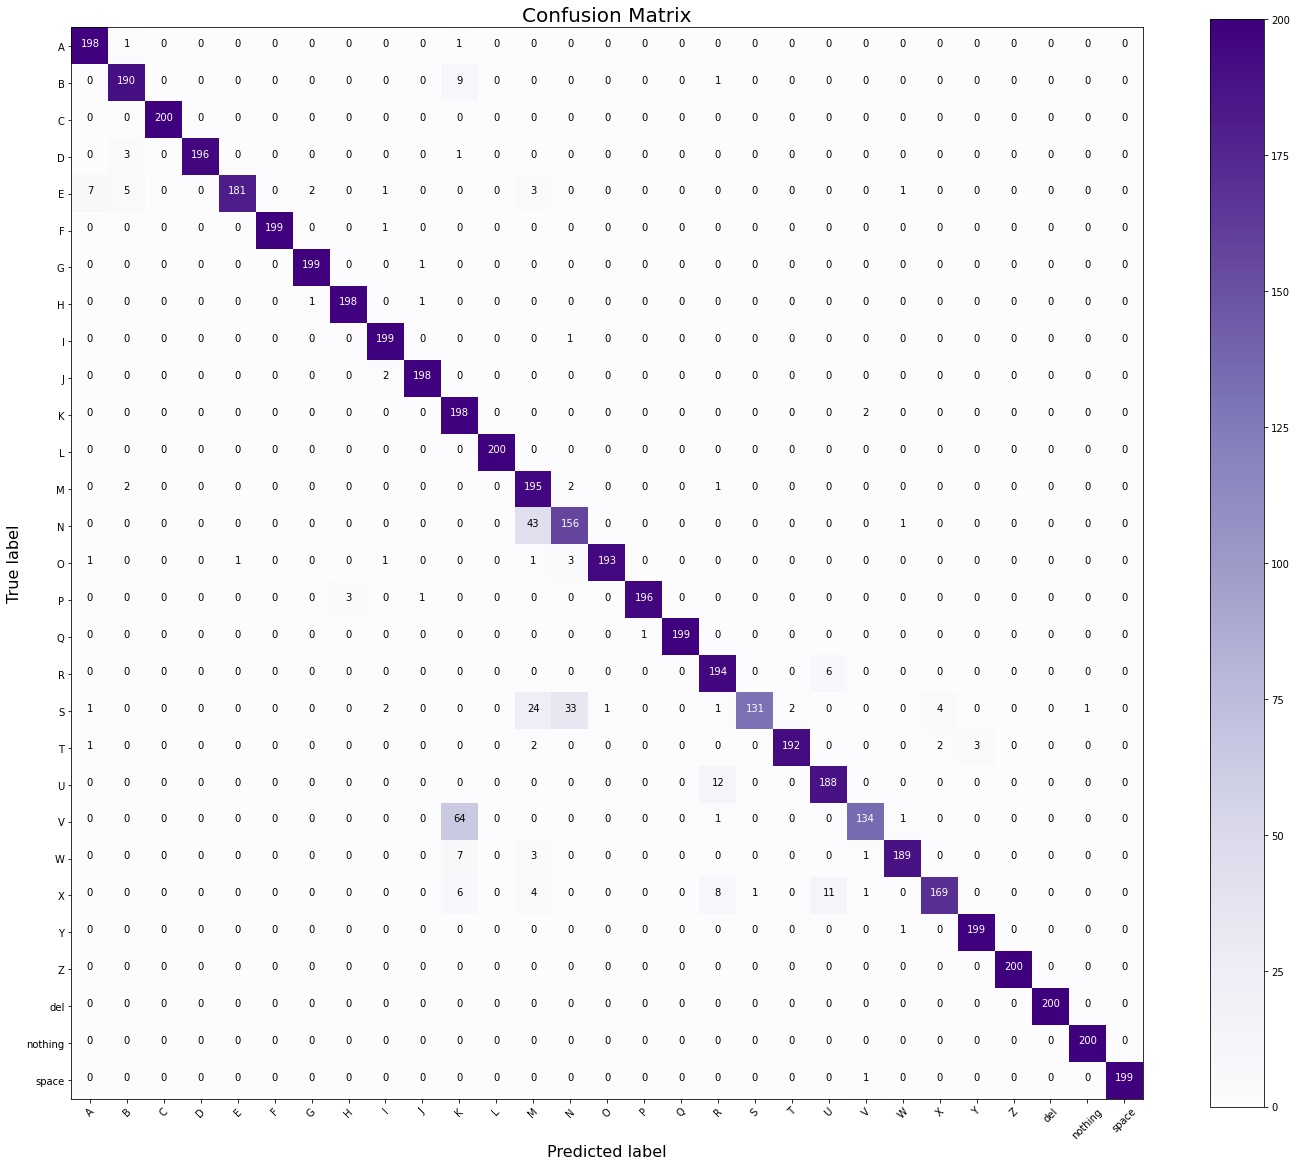 Confusion Matrix
A 198 1 0 0 0 0 0 0 0 0 1 0 0 0 0 0 0 0 0 0 0 0 0 0 0 0 0 0 0
B 0 190 0 0 0 0 0 0 0 0 9 0 0 0 0 0 0 1 0 0 0 0 0 0 0 0 0 0 0
C 0 0 200 0 0 0 0 0 0 0 0 0 0 0 0 0 0 0 0 0 0 0 0 0 0 0 0 0 0
D 0 3 0 196 0 0 0 0 0 0 1 0 0 0 0 0 0 0 0 0 0 0 0 0 0 0 0 0 0
E 7 5 0 0 181 0 2 0 1 0 0 0 3 0 0 0 0 0 0 0 0 0 1 0 0 0 0 0 0
F 0 0 0 0 0 199 0 0 1 0 0 0 0 0 0 0 0 0 0 0 0 0 0 0 0 0 0 0 0
G 0 0 0 0 0 0 199 0 0 1 0 0 0 0 0 0 0 0 0 0 0 0 0 0 0 0 0 0 0
H 0 0 0 0 0 0 1 198 0 1 0 0 0 0 0 0 0 0 0 0 0 0 0 0 0 0 0 0 0
I 0 0 0 0 0 0 0 0 199 0 0 0 0 1 0 0 0 0 0 0 0 0 0 0 0 0 0 0 0
J 0 0 0 0 0 0 0 0 2 198 0 0 0 0 0 0 0 0 0 0 0 0 0 0 0 0 0 0 0
K 0 0 0 0 0 0 0 0 0 0 198 0 0 0 0 0 0 0 0 0 0 2 0 0 0 0 0 0 0
L 0 0 0 0 0 0 0 0 0 0 0 200 0 0 0 0 0 0 0 0 0 0 0 0 0 0 0 0 0
M 0 2 0 0 0 0 0 0 0 0 0 0 195 2 0 0 0 1 0 0 0 0 0 0 0 0 0 0 0
N 0 0 0 0 0 0 0 0 0 0 0 0 43 156 0 0 0 0 0 0 0 0 1 0 0 0 0 0 0
O 1 0 0 0 1 0 0 0 1 0 0 0 1 3 193 0 0 0 0 0 0 0 0 0 0 0 0 0 0
P 0 0 0 0 0 0 0 3 0 1 0 0 0 0 0 196 0 0 0 0 0 0 0 0 0 0 0 0 0
Q 0 0 0 0 0 0 0 0 0 0 0 0 0 0 0 1 199 0 0 0 0 0 0 0 0 0 0 0 0
R 0 0 0 0 0 0 0 0 0 0 0 0 0 0 0 0 0 194 0 0 6 0 0 0 0 0 0 0 0
S 1 0 0 0 0 0 0 0 2 0 0 0 24 33 1 0 0 1 131 2 0 0 0 4 0 0 0 1 0
T 1 0 0 0 0 0 0 0 0 0 0 0 2 0 0 0 0 0 0 192 0 0 0 2 3 0 0 0 0
U 0 0 0 0 0 0 0 0 0 0 0 0 0 0 0 0 0 12 0 0 188 0 0 0 0 0 0 0 0
V 0 0 0 0 0 0 0 0 0 0 64 0 0 0 0 0 0 1 0 0 0 134 1 0 0 0 0 0 0
W 0 0 0 0 0 0 0 0 0 0 7 0 3 0 0 0 0 0 0 0 0 1 189 0 0 0 0 0 0
X 0 0 0 0 0 0 0 0 0 0 6 0 4 0 0 0 0 8 1 0 11 1 0 169 0 0 0 0 0
Y 0 0 0 0 0 0 0 0 0 0 0 0 0 0 0 0 0 0 0 0 0 0 1 0 199 0 0 0 0
Z 0 0 0 0 0 0 0 0 0 0 0 0 0 0 0 0 0 0 0 0 0 0 0 0 0 200 0 0 0
del 0 0 0 0 0 0 0 0 0 0 0 0 0 0 0 0 0 0 0 0 0 0 0 0 0 0 200 0 0
nothing 0 0 0 0 0 0 0 0 0 0 0 0 0 0 0 0 0 0 0 0 0 0 0 0 0 0 0 200 0
space 0 0 0 0 0 0 0 0 0 0 0 0 0 0 0 0 0 0 0 0 0 1 0 0 0 0 0 0 199
A B C D E F G H I J K L M N O P Q R S T U V W X Y Z del nothing space
Predicted label
True label
200
175
150
125
100
75
50
25
0